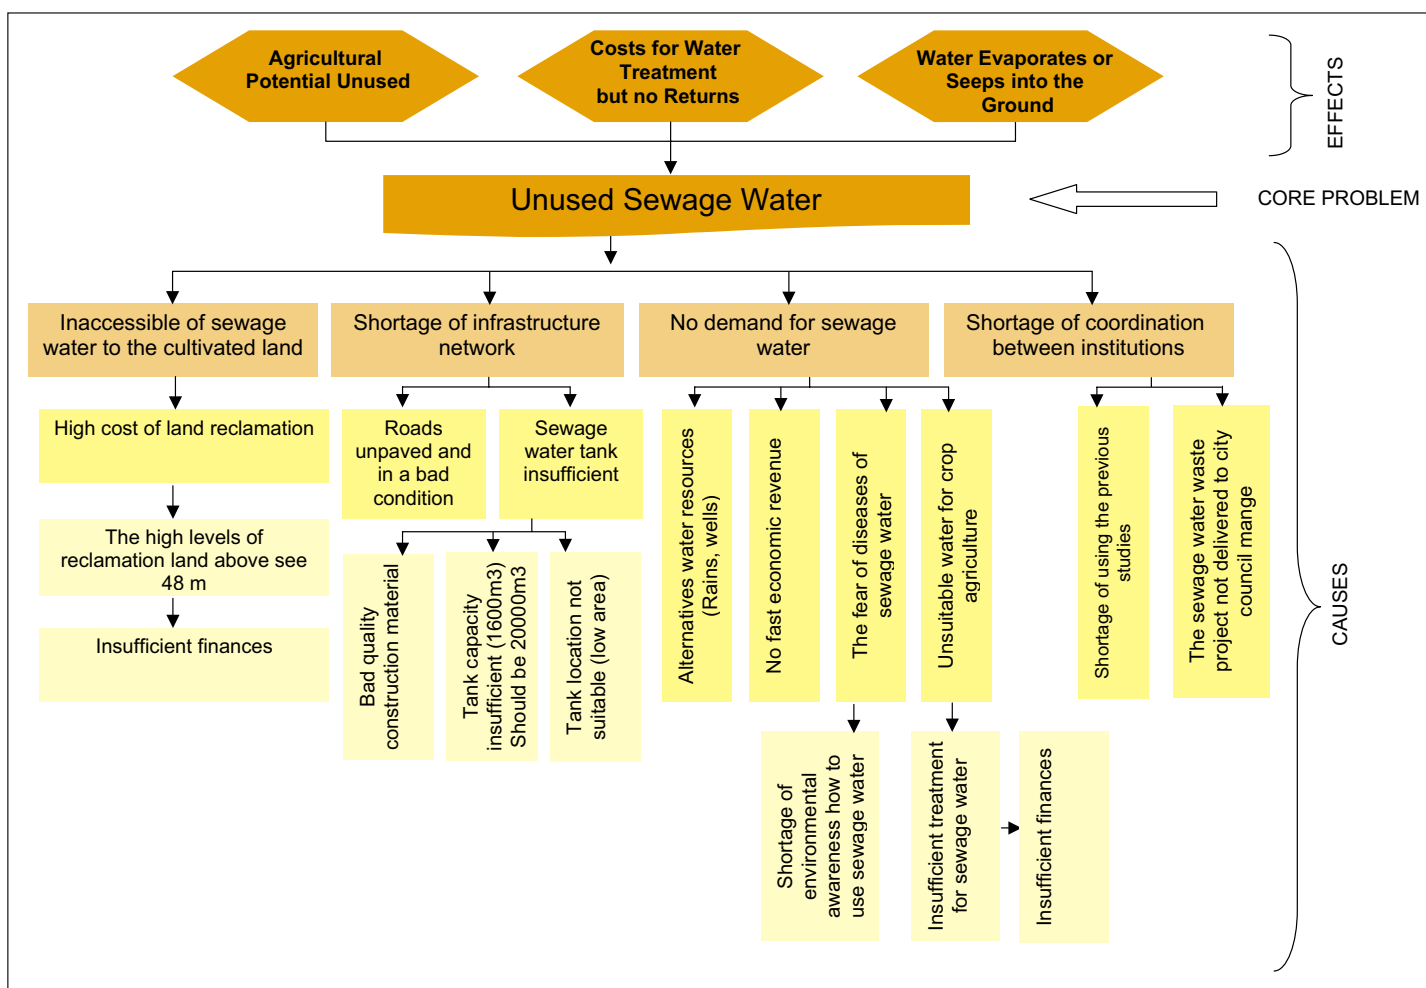 Agricultural
Potential Unused
Costs for Water
Treatment
but no Returns
Water Evaporates or
Seeps into the
Ground
EFFECTS
Unused Sewage Water
CORE PROBLEM
Inaccessible of sewage
water to the cultivated land
Shortage of infrastructure
network
No demand for sewage
water
Shortage of coordination
between institutions
High cost of land reclamation
Roads
unpaved and
in a bad
condition
Sewage
water tank
insufficient
Alternatives water resources
(Rains, wells)
No fast economic revenue
The fear of diseases of
sewage water
Unsuitable water for crop
agriculture
Shortage of using the previous
studies
The sewage water waste
project not delivered to city
council mange
The high levels of
reclamation land above see
48 m
Insufficient finances
Bad quality
construction material
Tank capacity
insufficient (1600m3)
Should be 20000m3
Tank location not
suitable (low area)
Shortage of
environmental
awareness how to
use sewage water
Insufficient treatment
for sewage water
Insufficient finances
CAUSES